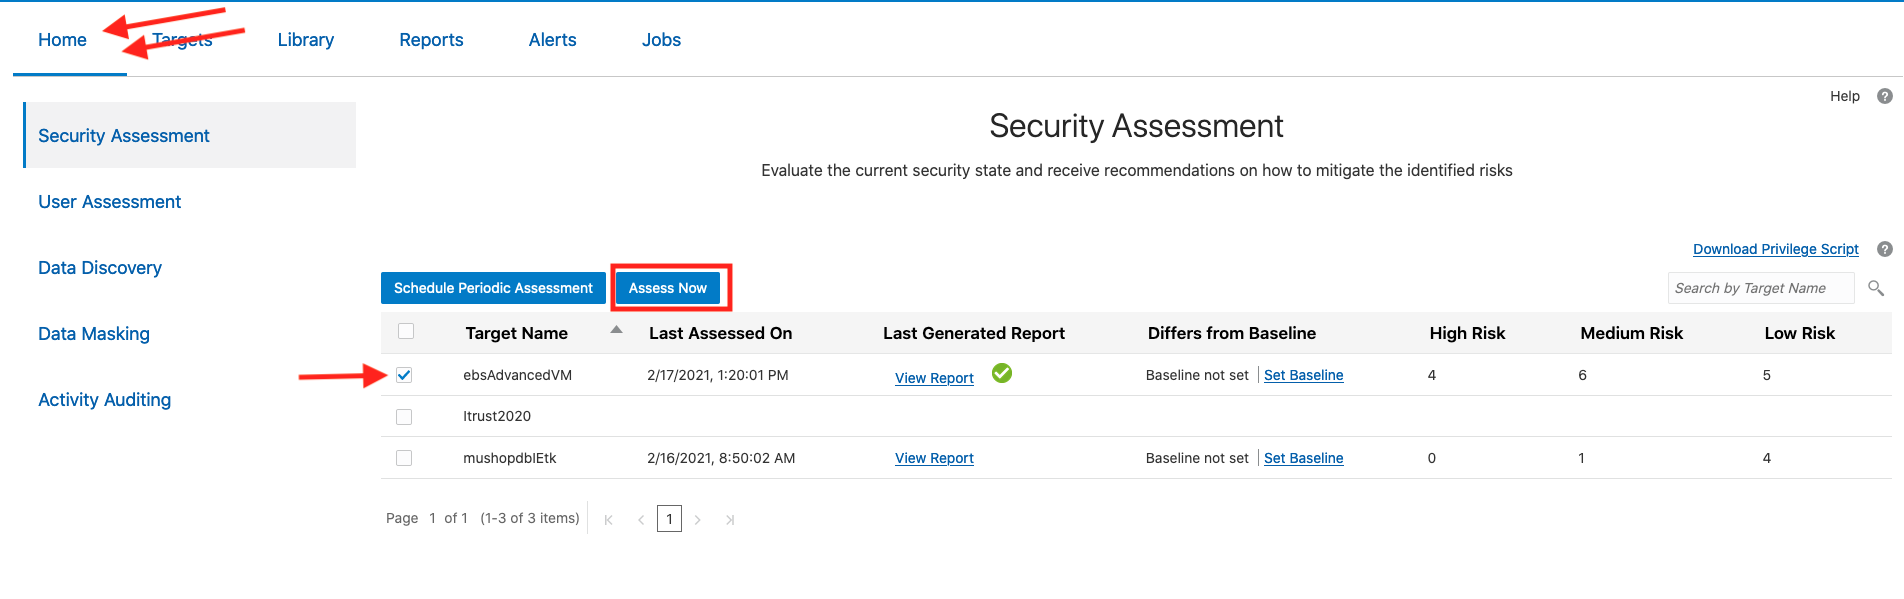 Home Targets Library Reports Alerts Jobs
Help ?
Security Assessment
Security Assessment
Evaluate the current security state and receive recommendations on how to mitigate the identified risks
User Assessment
Data Discovery
Data Masking
Activity Auditing
Download Privilege Script ?
Schedule Periodic Assessment Assess Now Search by Target Name
Target Name Last Assessed On Last Generated Report Differs from Baseline High Risk Medium Risk Low Risk
ebsAdvancedVM 2/17/2021, 1:20:01 PM View Report Baseline not set | Set Baseline 4 6 5
Itrust2020
mushopdbIEtk 2/16/2021, 8:50:02 AM View Report Baseline not set | Set Baseline 0 1 4
Page 1 of 1 (1-3 of 3 items) 1